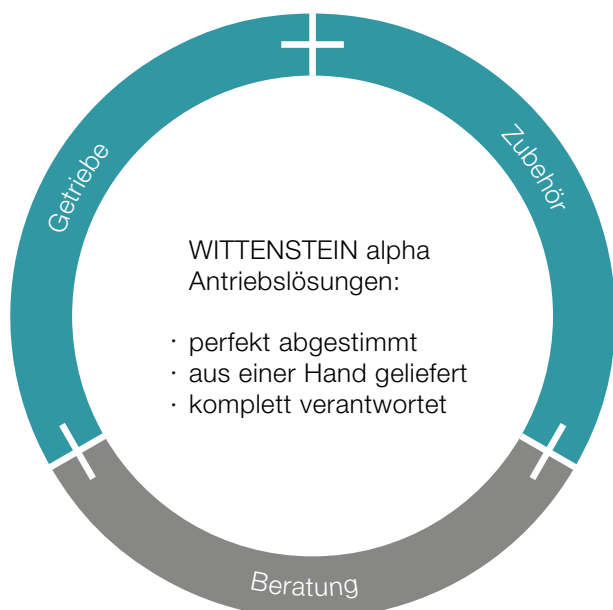 Getriebe
Zubehör
WITTENSTEIN alpha
Antriebslösungen:
· perfekt abgestimmt
· aus einer Hand geliefert
· komplett verantwortet
Beratung